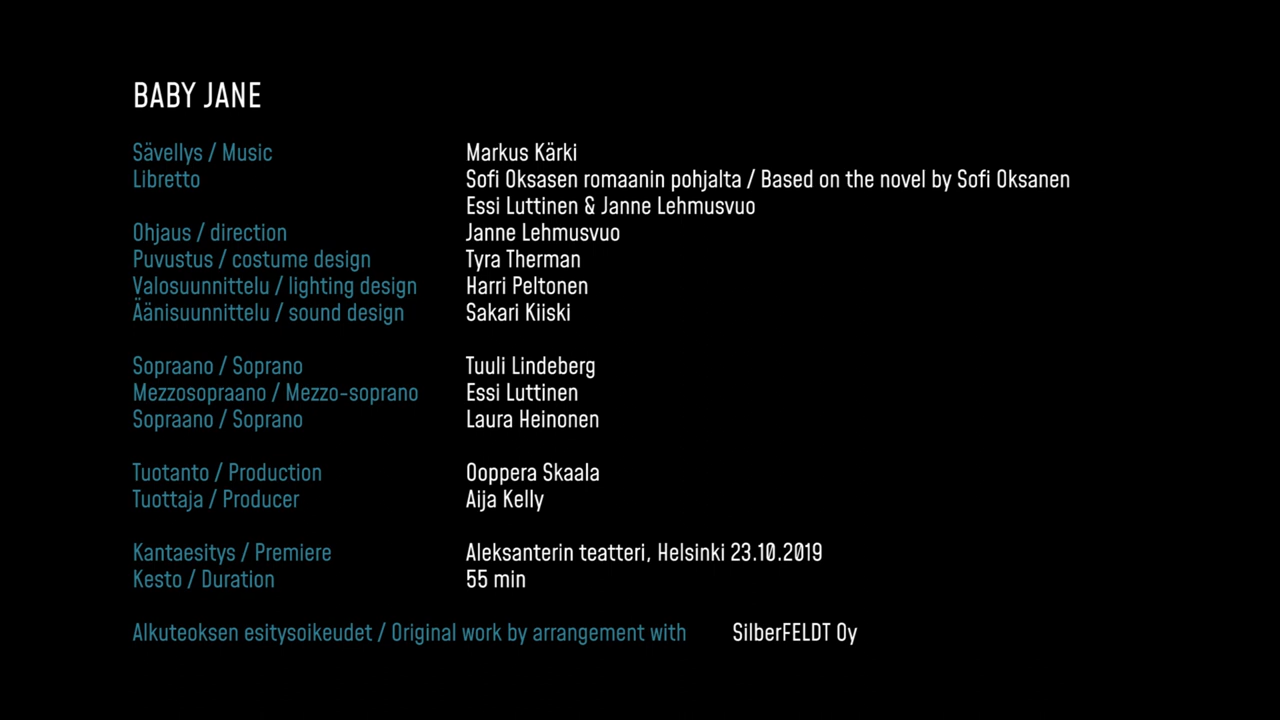 BABY JANE
Sävellys / Music Markus Kärki
Libretto Sofi Oksasen romaanin pohjalta / Based on the novel by Sofi Oksanen
Essi Luttinen & Janne Lehmusvuo
Ohjaus / direction Janne Lehmusvuo
Puvustus / costume design Tyra Therman
Valosuunnittelu / lighting design Harri Peltonen
Äänisuunnittelu / sound design Sakari Kiiski
Sopraano / Soprano Tuuli Lindeberg
Mezzosopraano / Mezzo-soprano Essi Luttinen
Sopraano / Soprano Laura Heinonen
Tuotanto / Production Ooppera Skaala
Tuottaja / Producer Aija Kelly
Kantaesitys / Premiere Aleksanterin teatteri, Helsinki 23.10.2019
Kesto / Duration 55 min
Alkuteoksen esitysoikeudet / Original work by arrangement with SilberFELDT Oy